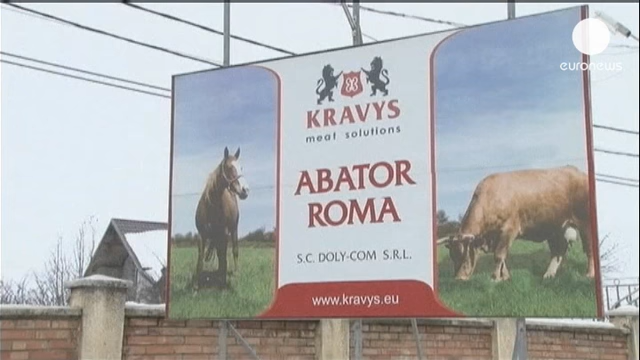 euronews
KRAVYS
meat solutions
ABATOR
ROMA
S.C. DOLY-COM S.R.L.
www.kravys.eu